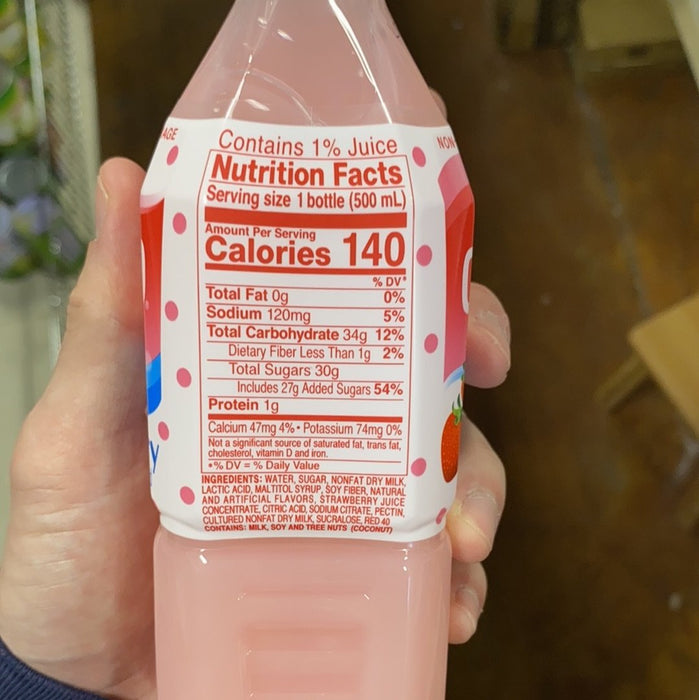 AGE
Contains 1% Juice
NON
Nutrition Facts
Serving size 1 bottle (500 mL)
Amount Per Serving
Calories 140
% DV*
Total Fat 0g 0%
Sodium 120mg 5%
Total Carbohydrate 34g 12%
Dietary Fiber Less Than 1g 2%
Total Sugars 30g
Includes 27g Added Sugars 54%
Protein 1g
Calcium 47mg 4% • Potassium 74mg 0%
Not a significant source of saturated fat, trans fat,
cholesterol, vitamin D and iron.
*% DV = % Daily Value
INGREDIENTS: WATER, SUGAR, NONFAT DRY MILK,
LACTIC ACID, MALTITOL SYRUP, SOY FIBER, NATURAL
AND ARTIFICIAL FLAVORS, STRAWBERRY JUICE
CONCENTRATE, CITRIC ACID, SODIUM CITRATE, PECTIN,
CULTURED NONFAT DRY MILK, SUCRALOSE, RED 40
CONTAINS: MILK, SOY AND TREE NUTS (COCONUT)